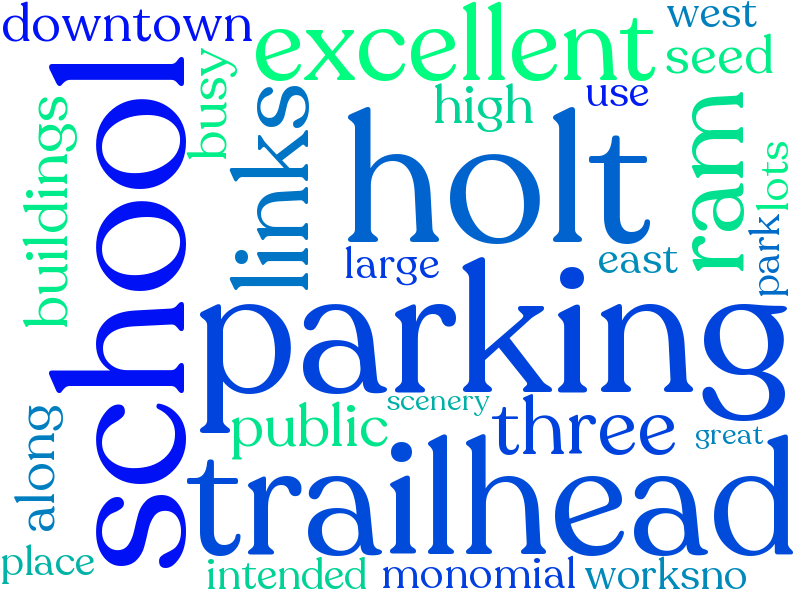 downtown
excellent
west
seed
busy
buildings
school
links
high
use
ram
lots
holt
park
large
east
parking
scenery
public
three
great
along
trailhead
place
intended
monomial
worksno